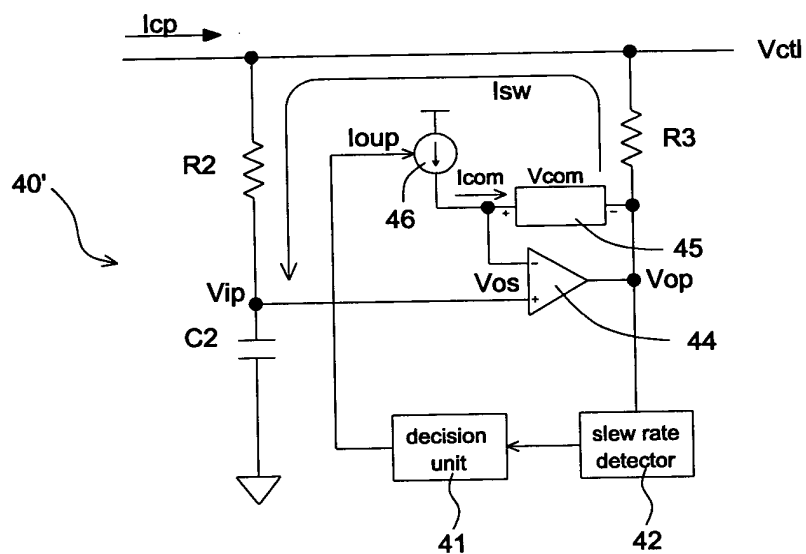 Icp
Vctl
Isw
Ioup
R2
R3
Icom
Vcom
+
-
46
45
40'
Vip
Vos
-
+
Vop
44
C2
decision
unit
slew rate
detector
41
42